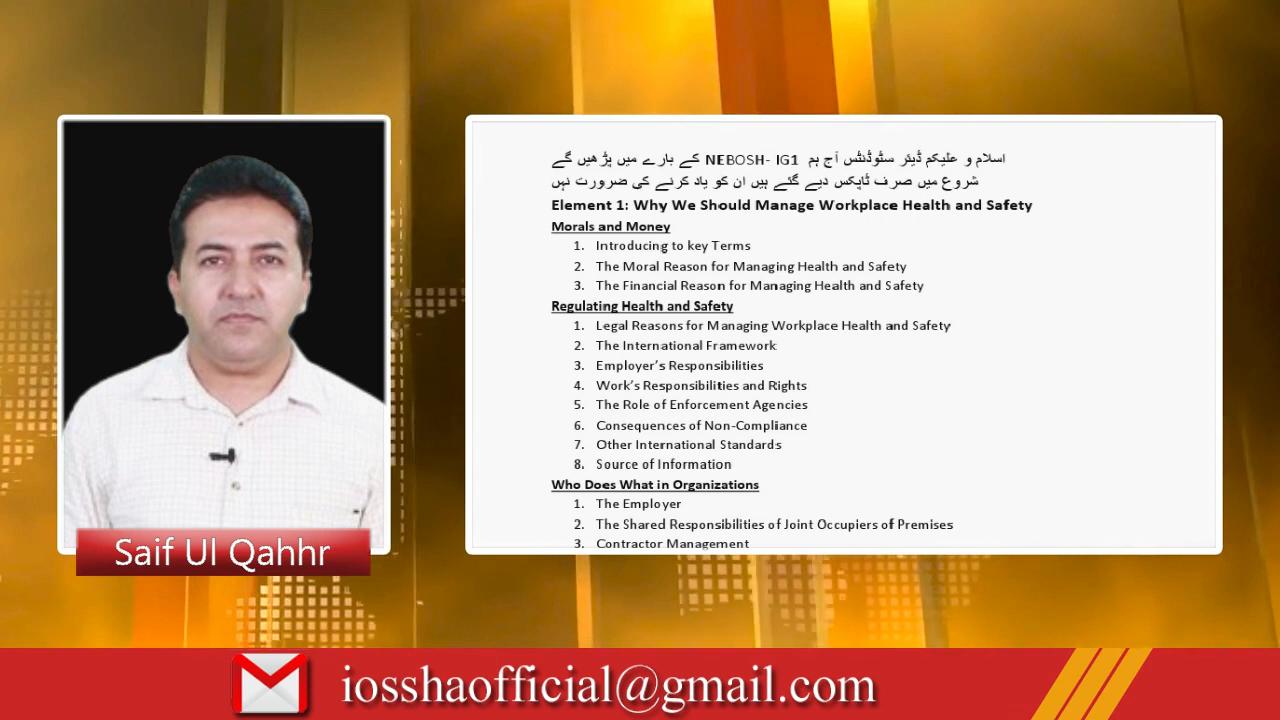 اسلام و علیکم ڈیئر سٹوڈنٹس آج ہم NEBOSH- IG1 کے بارے میں پڑھیں گے
شروع میں صرف ٹاپکس دیے گئے ہیں ان کو یاد کرنے کی ضرورت نہں
Element 1: Why We Should Manage Workplace Health and Safety
Morals and Money
1. Introducing to key Terms
2. The Moral Reason for Managing Health and Safety
3. The Financial Reason for Managing Health and Safety
Regulating Health and Safety
1. Legal Reasons for Managing Workplace Health and Safety
2. The International Framework
3. Employer's Responsibilities
4. Work's Responsibilities and Rights
5. The Role of Enforcement Agencies
6. Consequences of Non-Compliance
7. Other International Standards
8. Source of Information
Who Does What in Organizations
1. The Employer
2. The Shared Responsibilities of Joint Occupiers of Premises
3. Contractor Management
Saif Ul Qahhr
iosshaofficial@gmail.com